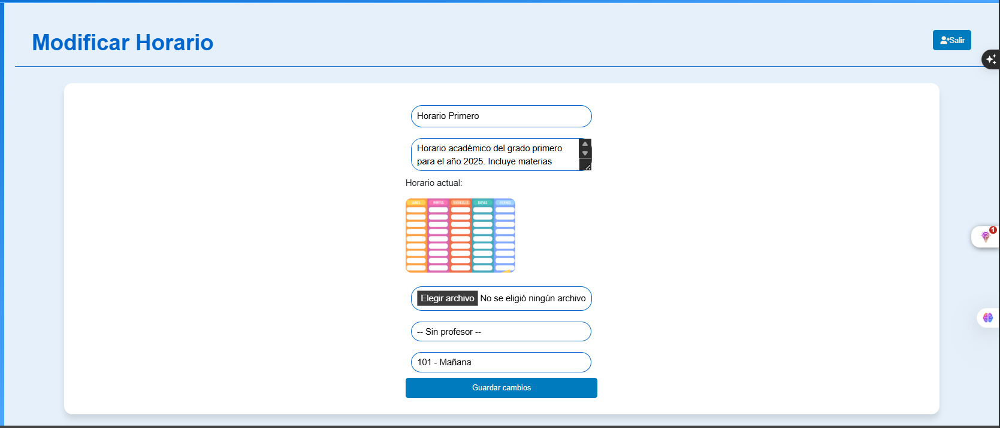 Modificar Horario
Salir
Horario Primero
Horario académico del grado primero
para el año 2025. Incluye materias
Horario actual:
LUNES MARTES MIÉRCOLES JUEVES VIERNES
Elegir archivo No se eligió ningún archivo
-- Sin profesor --
101 - Mañana
Guardar cambios
1